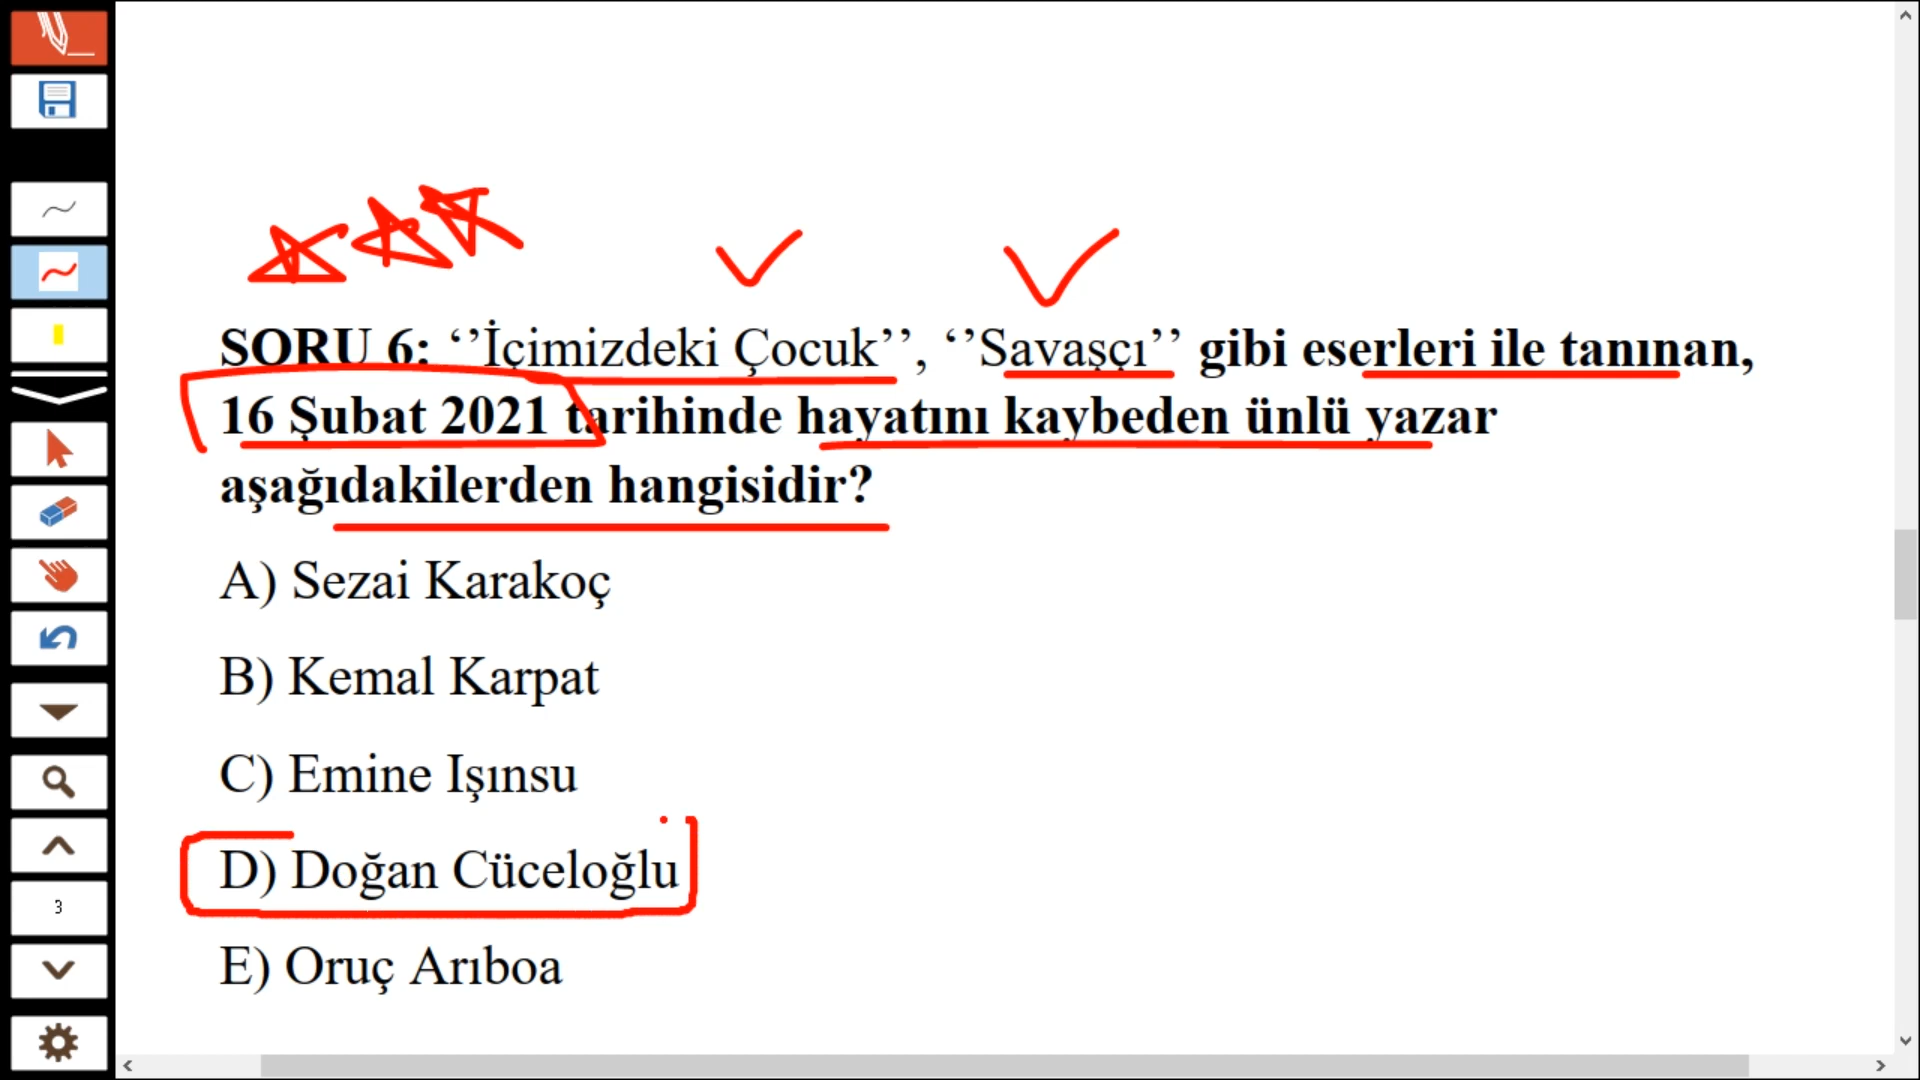 SORU 6: ‘’İçimizdeki Çocuk’’, ‘’Savaşçı’’ gibi eserleri ile tanınan,
16 Şubat 2021 tarihinde hayatını kaybeden ünlü yazar
aşağıdakilerden hangisidir?
A) Sezai Karakoç
B) Kemal Karpat
C) Emine Işınsu
D) Doğan Cüceloğlu
E) Oruç Arıboa
3